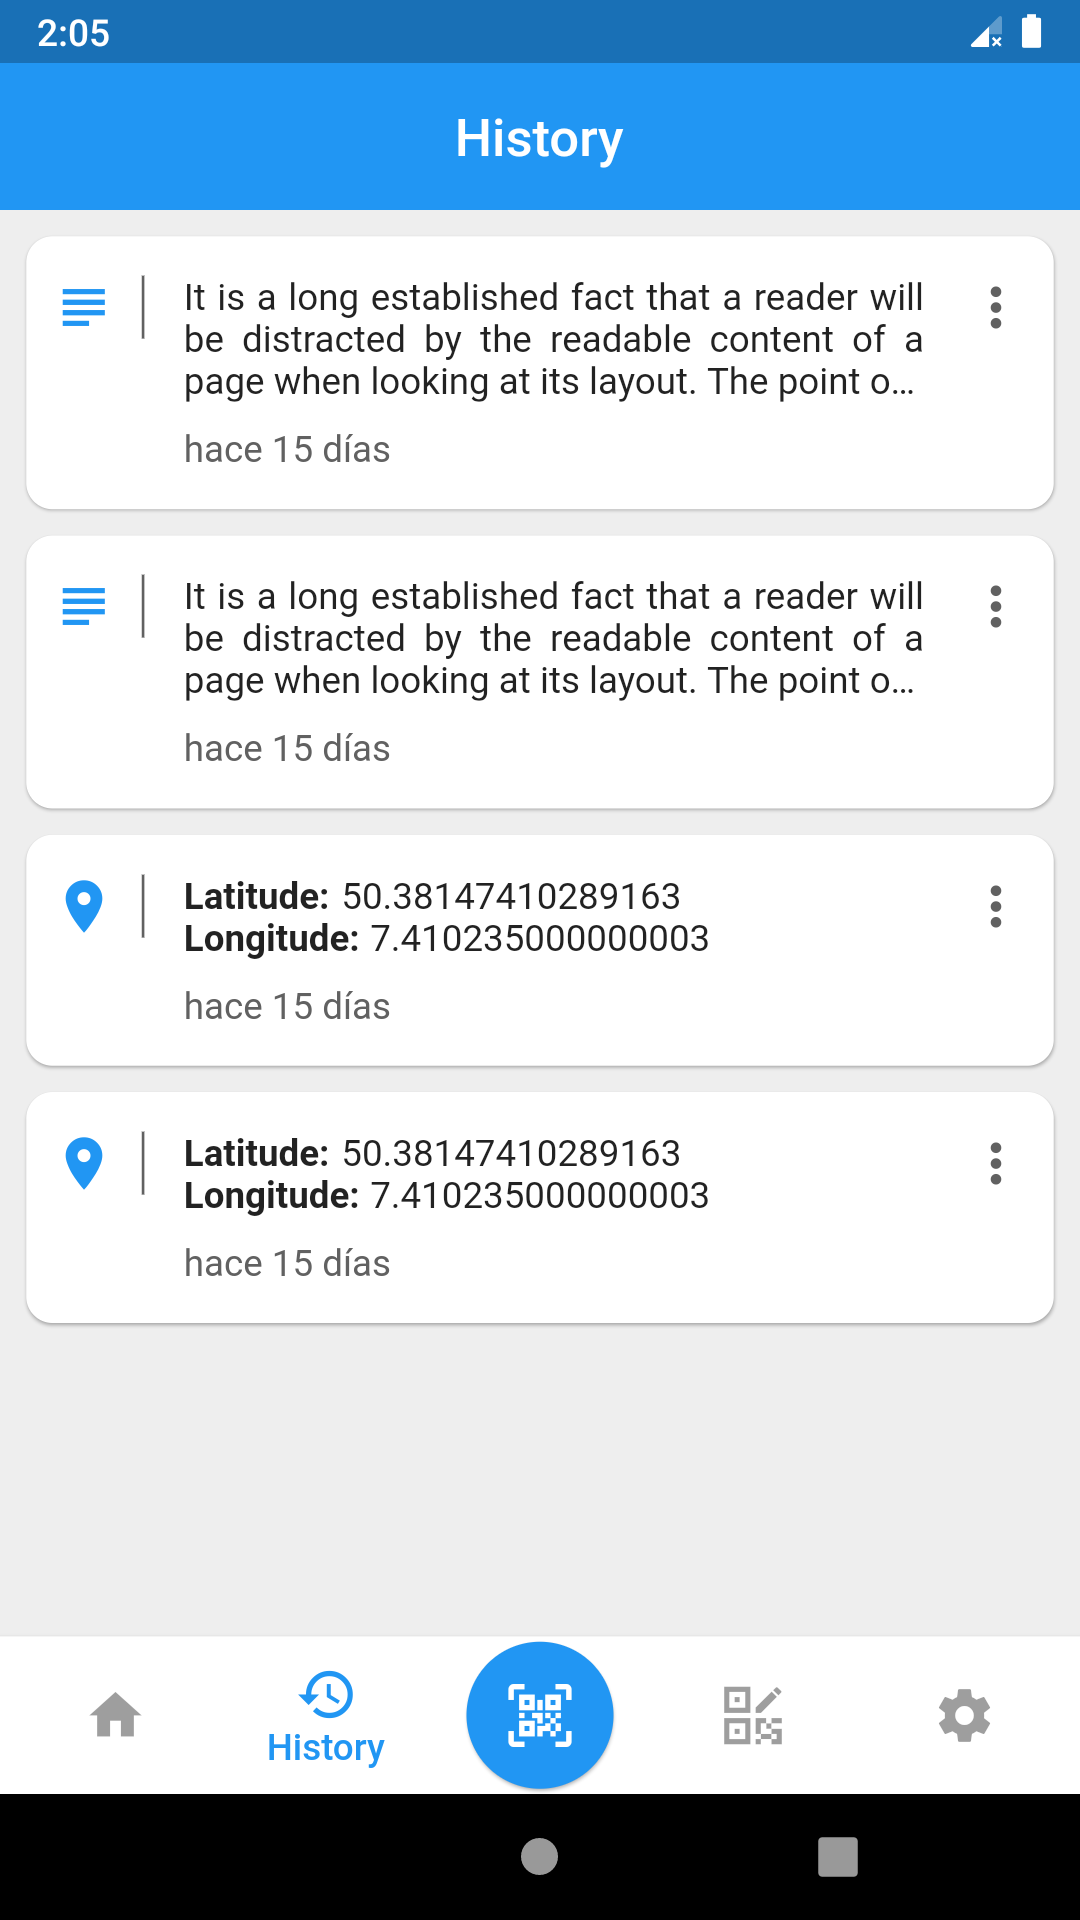 2:05
History
It is a long established fact that a reader will
be distracted by the readable content of a
page when looking at its layout. The point o…
hace 15 días
It is a long established fact that a reader will
be distracted by the readable content of a
page when looking at its layout. The point o…
hace 15 días
Latitude: 50.38147410289163
Longitude: 7.410235000000003
hace 15 días
Latitude: 50.38147410289163
Longitude: 7.410235000000003
hace 15 días
History